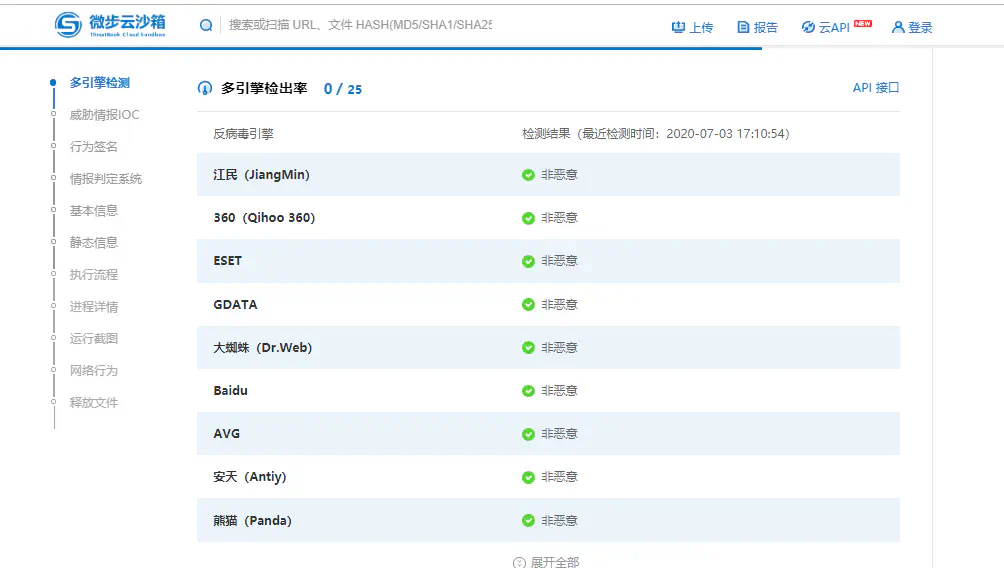 微步云沙箱
ThreatBook Cloud Sandbox
搜索或扫描 URL、文件 HASH(MD5/SHA1/SHA25
上传
报告
云API NEW
登录
多引擎检测
威胁情报IOC
行为签名
情报判定系统
基本信息
静态信息
执行流程
进程详情
运行截图
网络行为
释放文件
多引擎检出率 0 / 25
API 接口
反病毒引擎 检测结果（最近检测时间：2020-07-03 17:10:54）
江民（JiangMin） 非恶意
360（Qihoo 360） 非恶意
ESET 非恶意
GDATA 非恶意
大蜘蛛（Dr.Web） 非恶意
Baidu 非恶意
AVG 非恶意
安天（Antiy） 非恶意
熊猫（Panda） 非恶意
展开全部